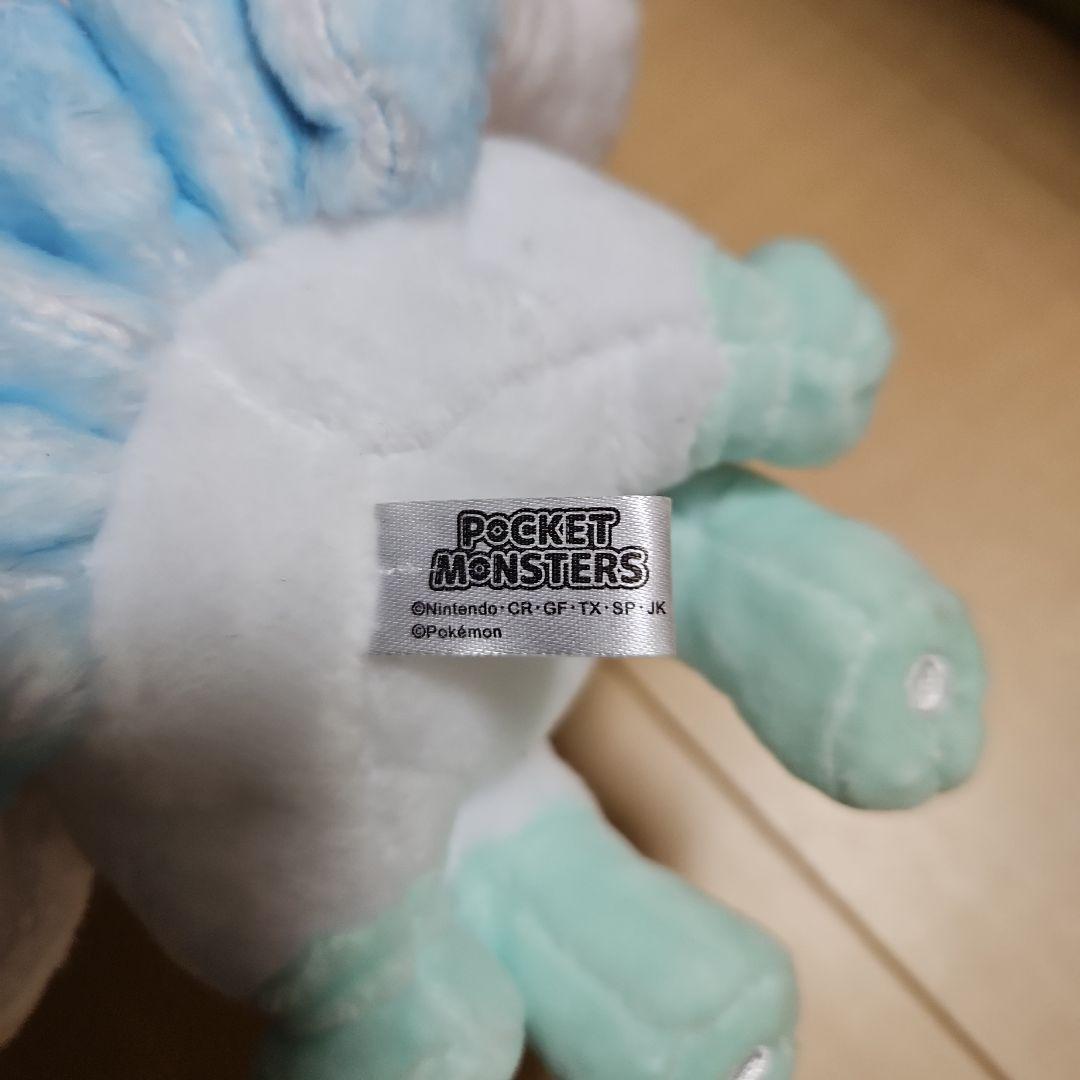 POCKET
MONSTERS
©Nintendo・CR・GF・TX・SP・JK
©Pokémon